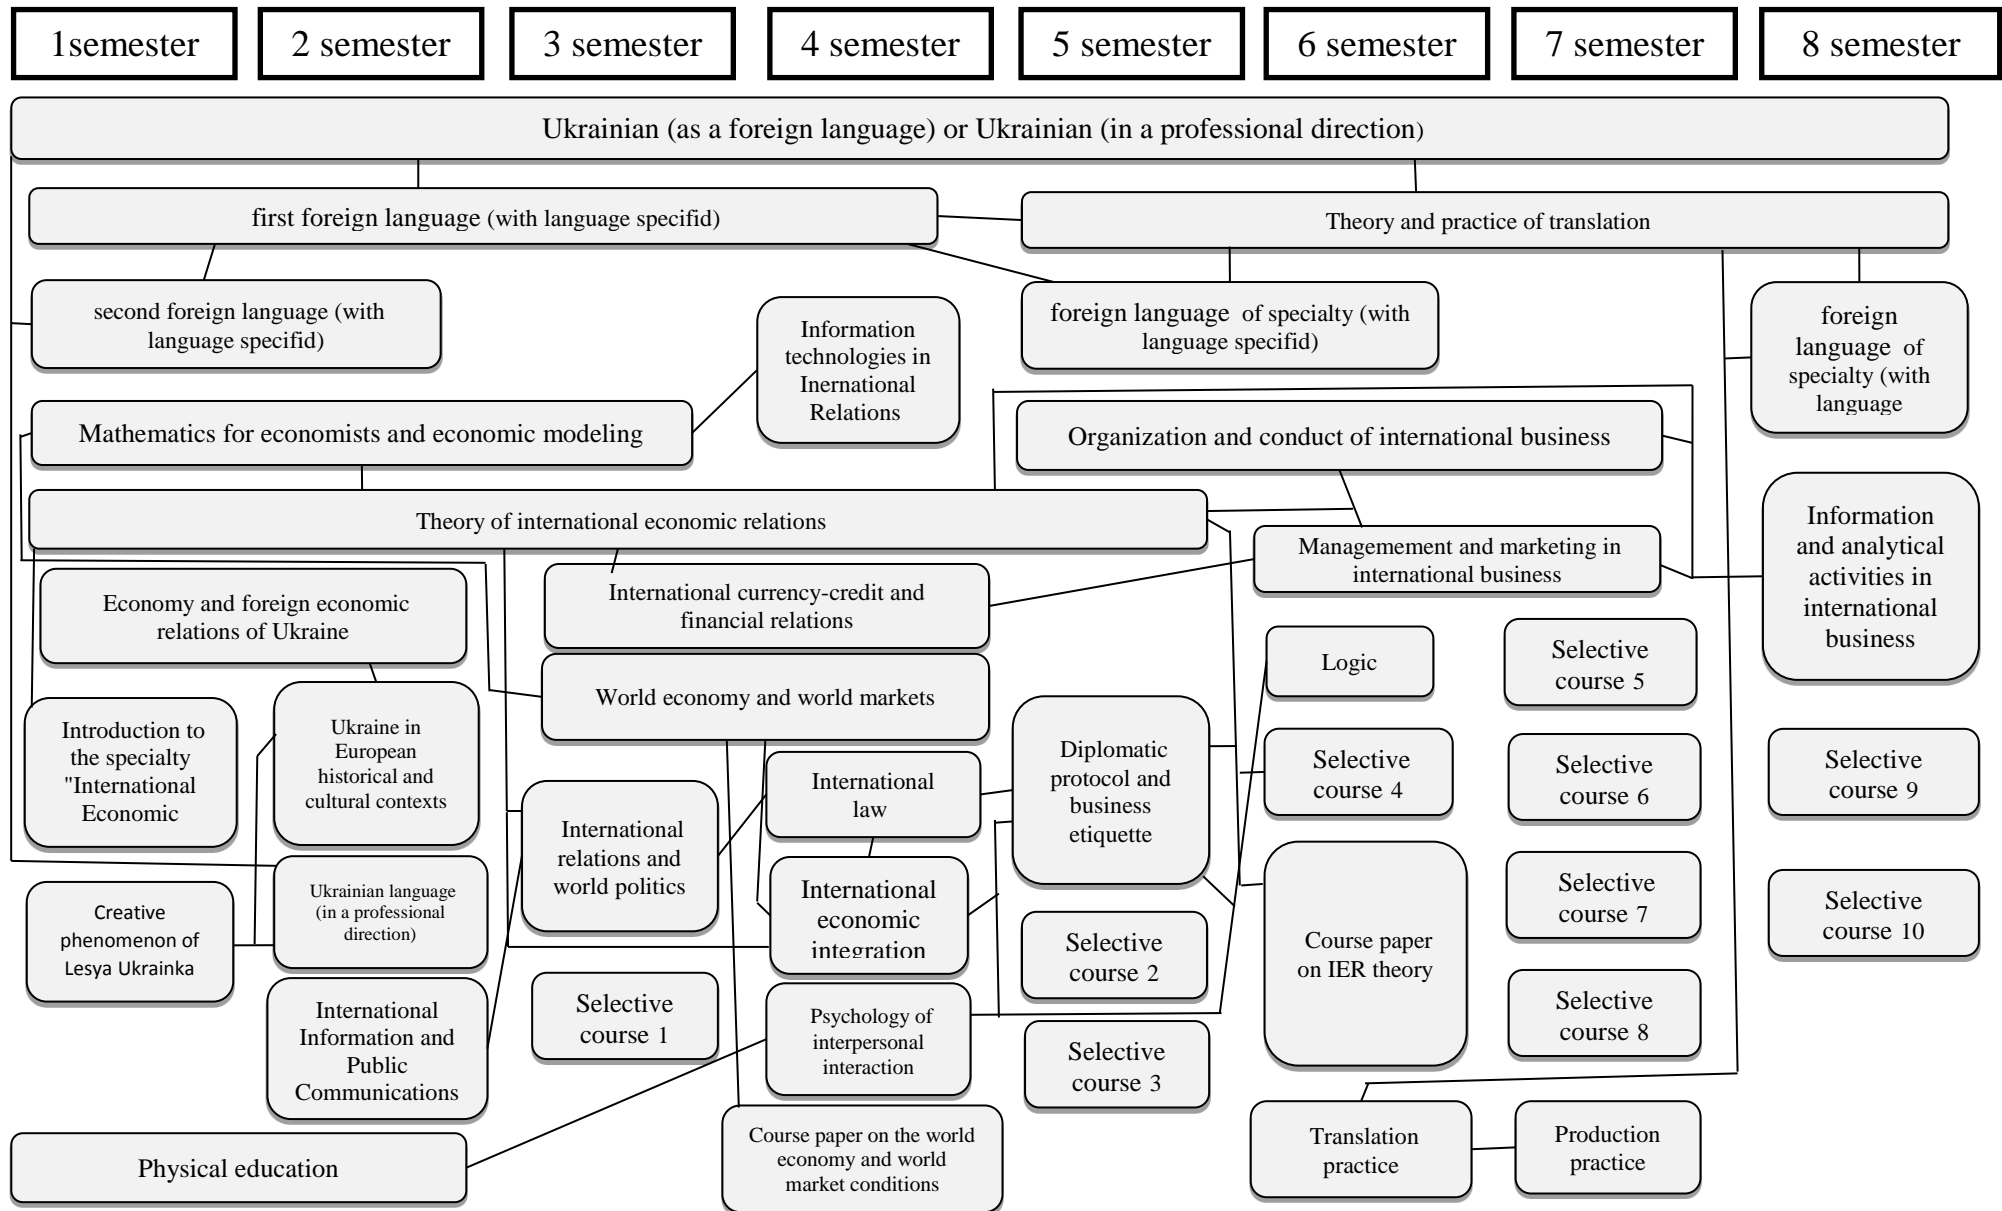 1semester
2 semester
3 semester
4 semester
5 semester
6 semester
7 semester
8 semester
Ukrainian (as a foreign language) or Ukrainian (in a professional direction)
first foreign language (with language specifid)
Theory and practice of translation
second foreign language (with
language specifid)
Information
technologies in
Inernational
Relations
foreign language of specialty (with
language specifid)
foreign
language of
specialty (with
language
Mathematics for economists and economic modeling
Organization and conduct of international business
Theory of international economic relations
Information
and analytical
activities in
international
business
Managemement and marketing in
international business
Economy and foreign economic
relations of Ukraine
International currency-credit and
financial relations
Logic
Selective
course 5
World economy and world markets
Introduction to
the specialty
"International
Economic
Ukraine in
European
historical and
cultural contexts
Diplomatic
protocol and
business
etiquette
International
law
Selective
course 4
Selective
course 6
Selective
course 9
International
relations and
world politics
Creative
phenomenon of
Lesya Ukrainka
Ukrainian language
(in a professional
direction)
International
economic
integration
Selective
course 2
Course paper
on IER theory
Selective
course 7
Selective
course 10
International
Information and
Public
Communications
Selective
course 1
Psychology of
interpersonal
interaction
Selective
course 3
Selective
course 8
Physical education
Course paper on the world
economy and world
market conditions
Translation
practice
Production
practice